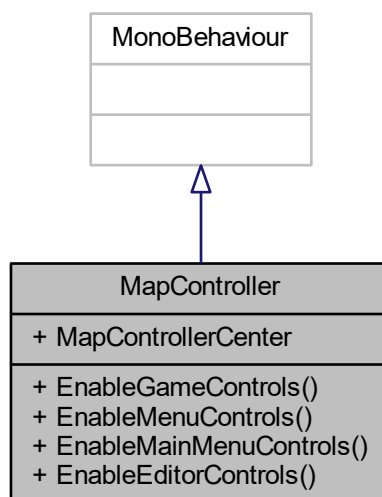 MonoBehaviour
MapController
+ MapControllerCenter
+ EnableGameControls()
+ EnableMenuControls()
+ EnableMainMenuControls()
+ EnableEditorControls()